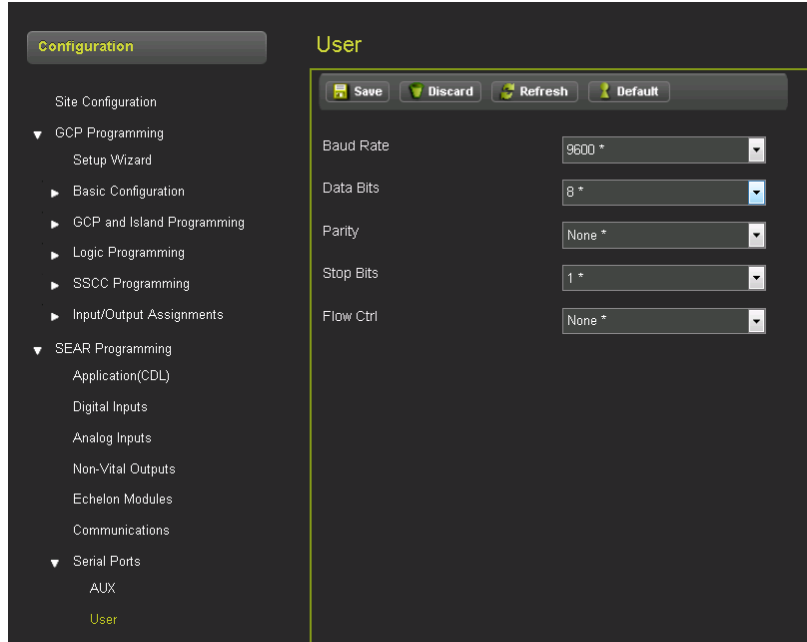 Configuration
Site Configuration
GCP Programming
Setup Wizard
Basic Configuration
GCP and Island Programming
Logic Programming
SSCC Programming
Input/Output Assignments
SEAR Programming
Application(CDL)
Digital Inputs
Analog Inputs
Non-Vital Outputs
Echelon Modules
Communications
Serial Ports
AUX
User
User
Save Discard Refresh Default
Baud Rate 9600 *
Data Bits 8 *
Parity None *
Stop Bits 1 *
Flow Ctrl None *